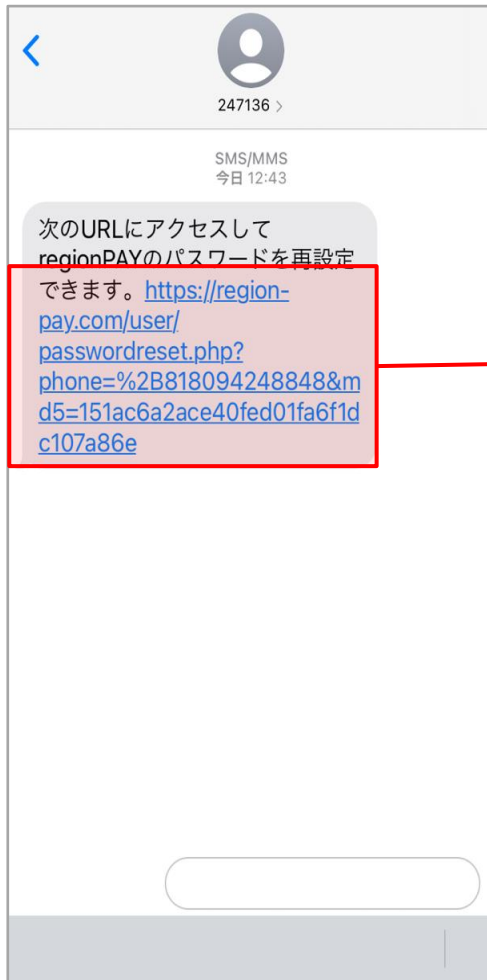 247136 >
SMS/MMS
今日 12:43
次のURLにアクセスして
regionPAYのパスワードを再設定
できます。https://region-
pay.com/user/
passwordreset.php?
phone=%2B818094248848&m
d5=151ac6a2ace40fed01fa6f1d
c107a86e